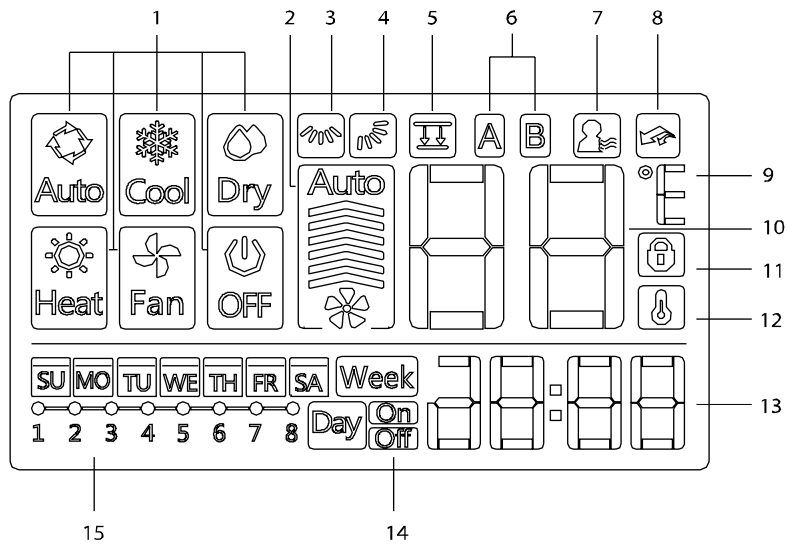 1 2 3 4 5 6 7 8
Auto Cool Dry Auto A B
9
10
Heat Fan OFF
11
12
SU MO TU WE TH FR SA Week
1 2 3 4 5 6 7 8 Day On
Off
13
15 14